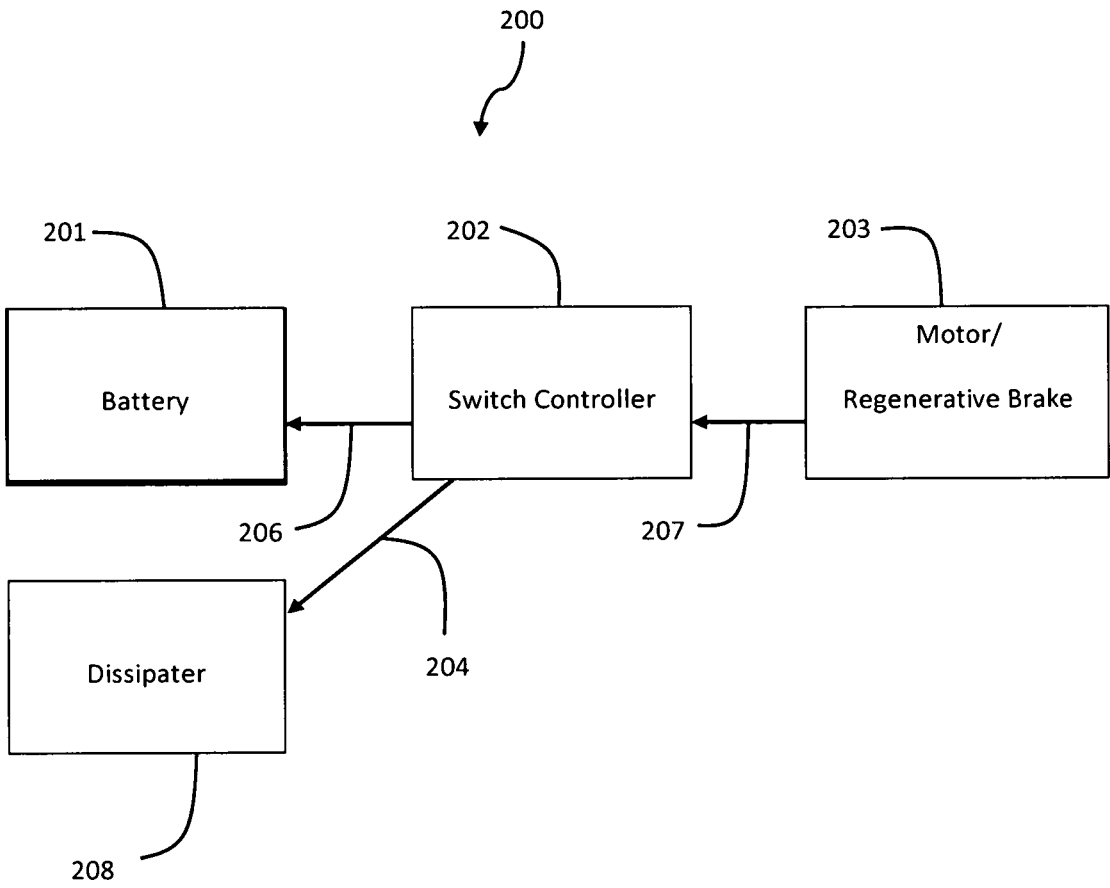 200
201
202
203
Battery
Switch Controller
Motor/
Regenerative Brake
206
207
204
Dissipater
208